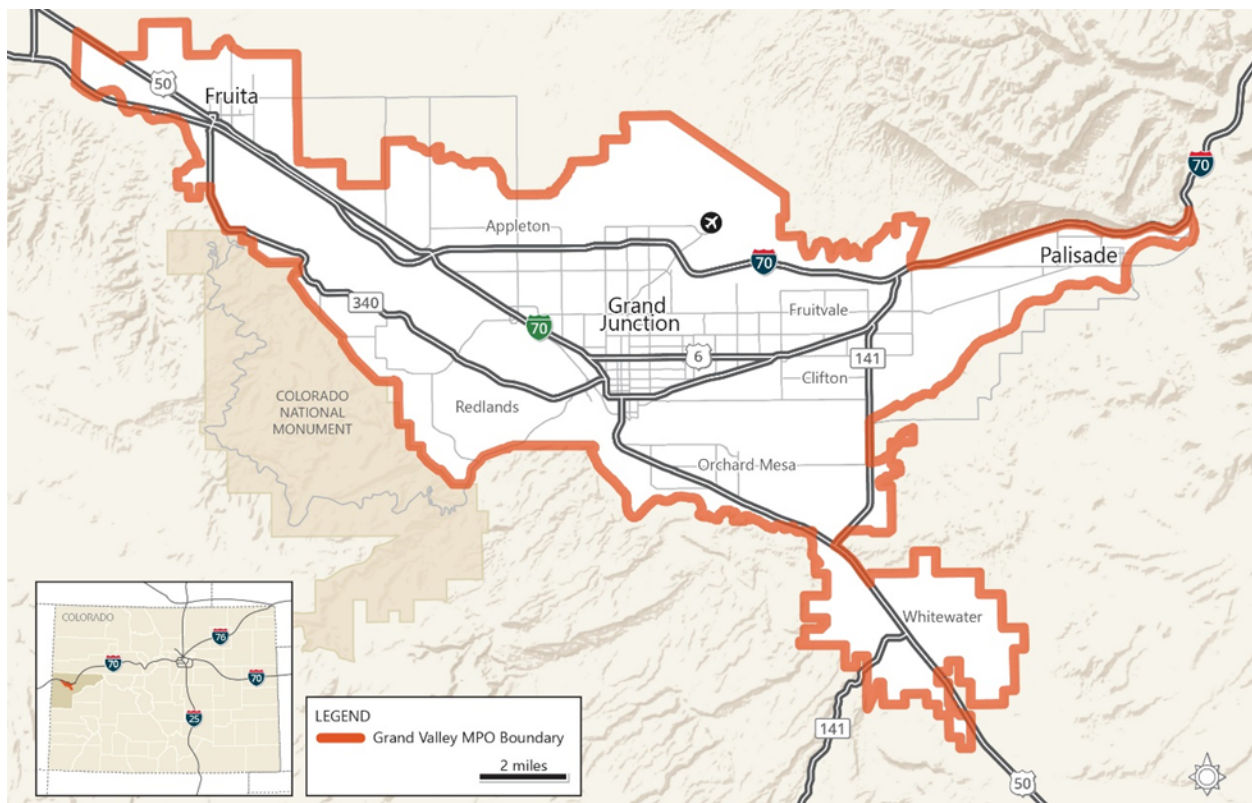 50
Fruita
70
Appleton
Palisade
70
340
Grand
Junction
Fruitvale
70
6
141
Clifton
COLORADO
NATIONAL
MONUMENT
Redlands
Orchard Mesa
Whitewater
141
50
COLORADO
76
70
70
25
LEGEND
Grand Valley MPO Boundary
2 miles